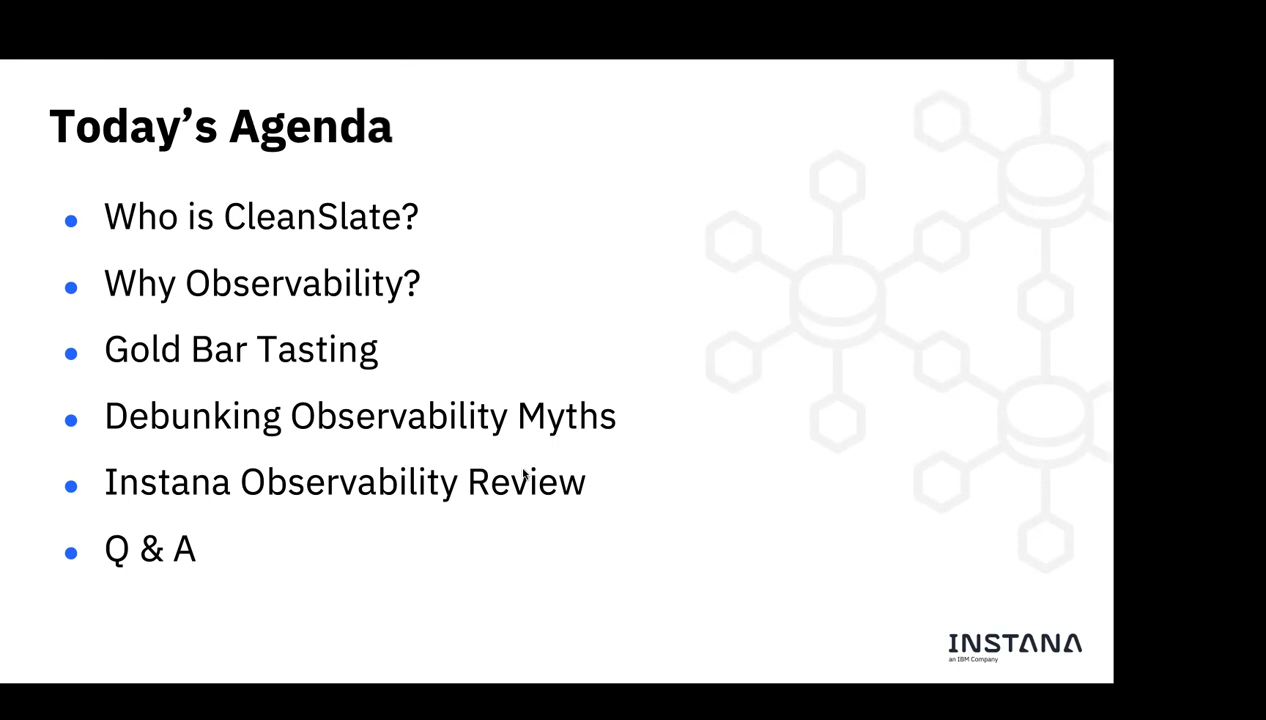 Today’s Agenda
Who is CleanSlate?
Why Observability?
Gold Bar Tasting
Debunking Observability Myths
Instana Observability Review
Q & A
INSTANA
an IBM Company